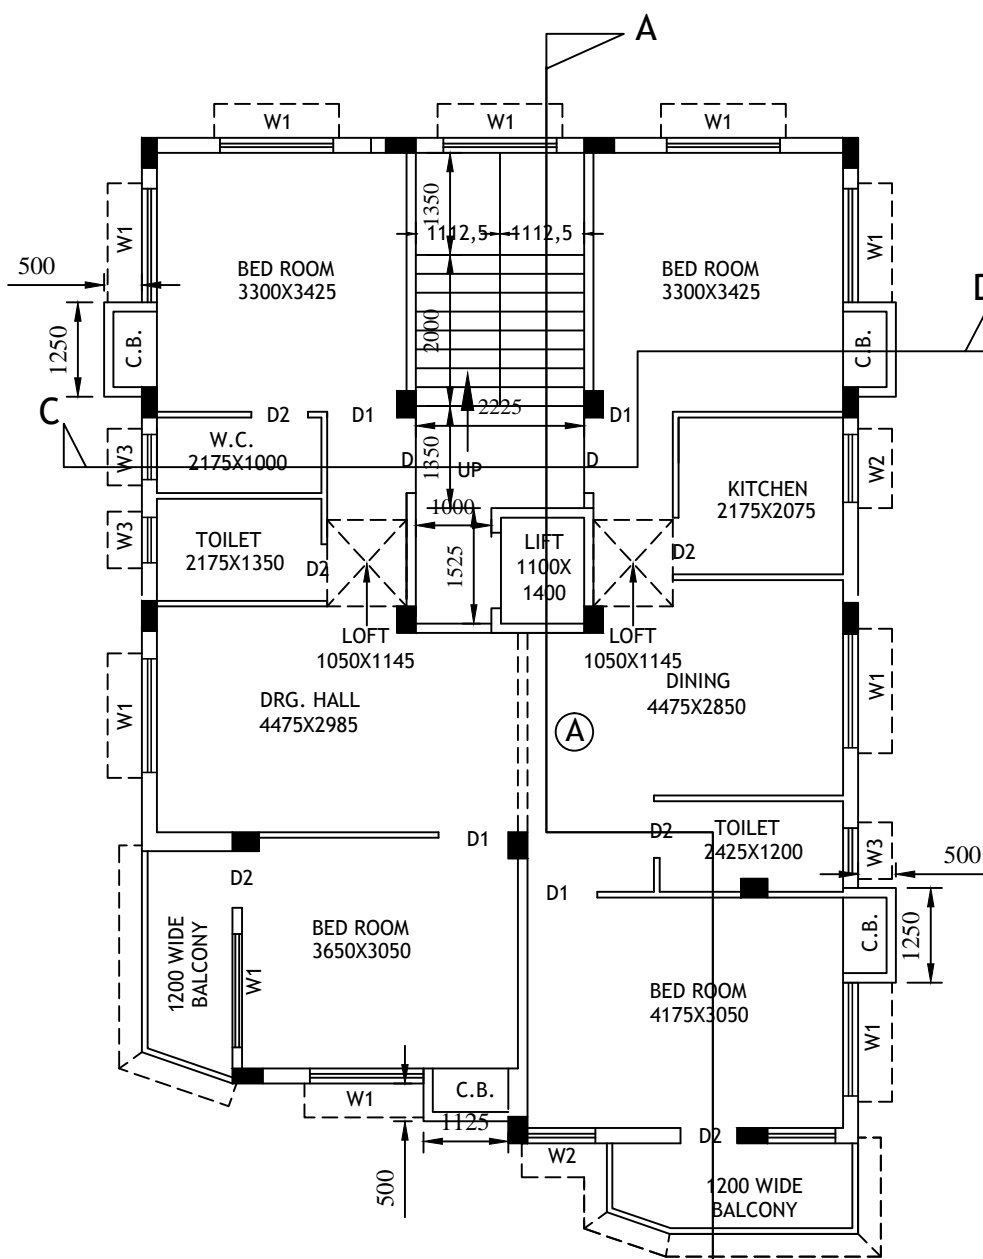 A
W1
W1
W1
W1
1350
1112,5
1112,5
W1
500
BED ROOM
3300X3425
BED ROOM
3300X3425
1250
C.B.
2000
C.B.
C
D2
D1
2225
D1
W3
W.C.
2175X1000
D
1350
UP
D
W2
KITCHEN
2175X2075
1000
W3
TOILET
2175X1350
D2
1525
LIFT
1100X
1400
D2
LOFT
1050X1145
LOFT
1050X1145
W1
DRG. HALL
4475X2985
DINING
4475X2850
W1
A
D1
D2
TOILET
2425X1200
W3
500
D2
D1
1200 WIDE
BALCONY
W1
BED ROOM
3650X3050
C.B.
1250
BED ROOM
4175X3050
W1
W1
C.B.
1125
500
W2
D2
1200 WIDE
BALCONY